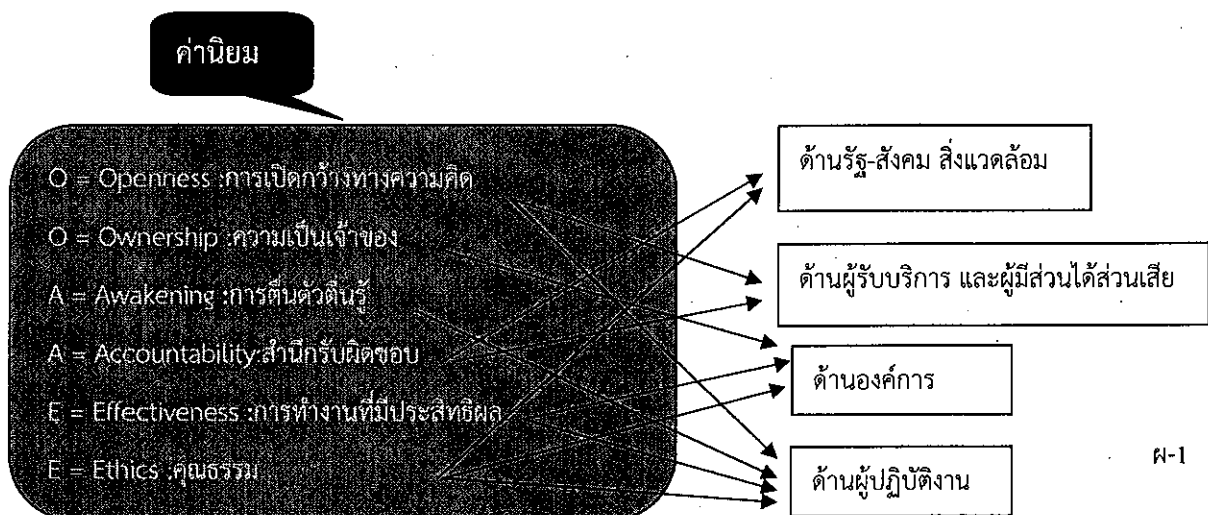 ค่านิยม
O = Openness :การเปิดกว้างทางความคิด
O = Ownership :ความเป็นเจ้าของ
A = Awakening :การตื่นตัวตื่นรู้
A = Accountability:สำนึกรับผิดชอบ
E = Effectiveness :การทำงานที่มีประสิทธิผล
E = Ethics :คุณธรรม
ด้านรัฐ-สังคม สิ่งแวดล้อม
ด้านผู้รับบริการ และผู้มีส่วนได้ส่วนเสีย
ด้านองค์การ
ด้านผู้ปฏิบัติงาน
ผ-1